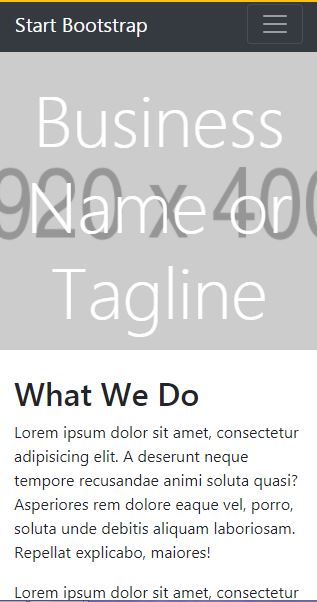 Start Bootstrap
Business
Name or
Tagline
920 x 400
What We Do
Lorem ipsum dolor sit amet, consectetur
adipisicing elit. A deserunt neque
tempore recusandae animi soluta quasi?
Asperiores rem dolore eaque vel, porro,
soluta unde debitis aliquam laboriosam.
Repellat explicabo, maiores!
Lorem ipsum dolor sit amet, consectetur